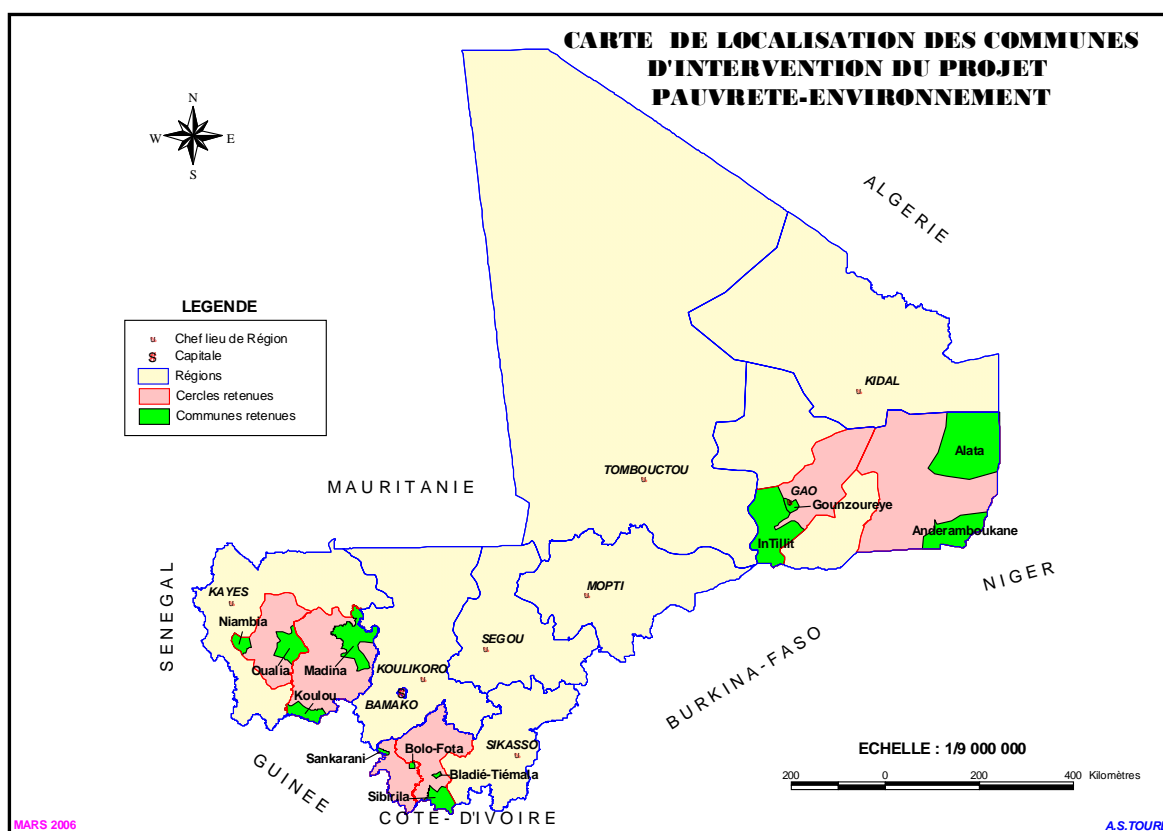 CARTE DE LOCALISATION DES COMMUNES
D'INTERVENTION DU PROJET
PAUVRETE-ENVIRONNEMENT
N
W
E
S
ALGERIE
LEGENDE
u Chef lieu de Région
S Capitale
Régions
Cercles retenues
Communes retenues
KIDAL
u
Alata
TOMBOUCTOU
u
GAO
Gounzoureye
MAURITANIE
Anderamboukane
InTillit
SENEGAL
NIGER
KAYES
u
MOPTI
u
Niambia
SEGOU
u
BURKINA-FASO
Oualia
Madina
KOULIKORO
u
Koulou
BAMAKO
S
SIKASSO
u
Sankarani
Bolo-Fota
Bladié-Tiémala
GUINEE
Sibirila
COTE- D'IVOIRE
ECHELLE : 1/9 000 000
200 0 200 400 Kilomètres
MARS 2006
A.S.TOURE